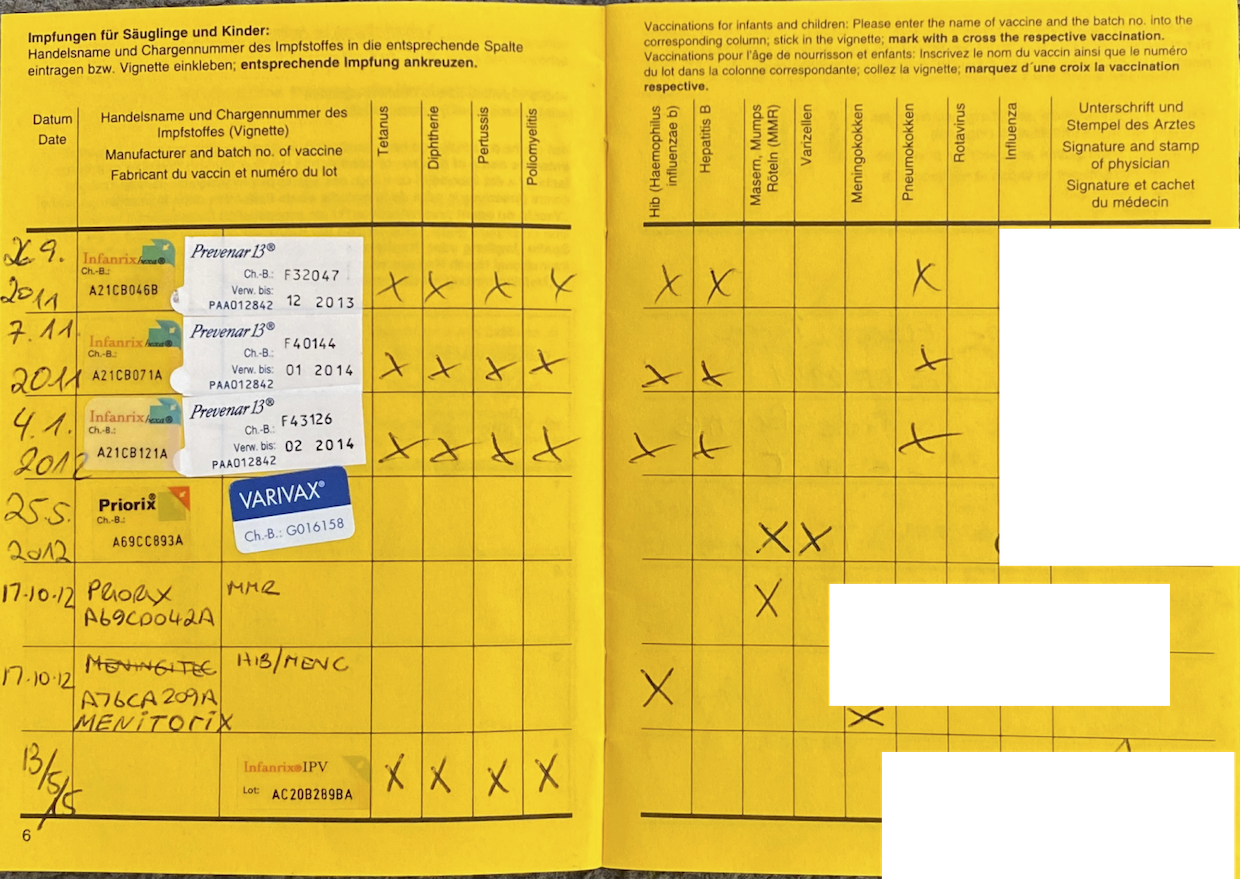 Impfungen für Säuglinge und Kinder:
Handelsname und Chargennummer des Impfstoffes in die entsprechende Spalte
eintragen bzw. Vignette einkleben; entsprechende Impfung ankreuzen.
Datum
Date
Handelsname und Chargennummer des
Impfstoffes (Vignette)
Manufacturer and batch no. of vaccine
Fabricant du vaccin et numéro du lot
Tetanus
Diphtherie
Pertussis
Poliomyelitis
9.
2011
Infanrix hexa®
Ch.-B.:
A21CB046B
Prevenar 13®
Ch.-B.: F32047
Verw. bis: 12 2013
PAA012842
X X X X
7.11.
2011
Infanrix hexa®
Ch.-B.:
A21CB071A
Prevenar 13®
Ch.-B.: F40144
Verw. bis: 01 2014
PAA012842
X X X X
4.1.
2012
Infanrix hexa®
Ch.-B.:
A21CB121A
Prevenar 13®
Ch.-B.: F43126
Verw. bis: 02 2014
PAA012842
X X X X
25.5.
2012
Priorix®
Ch.-B.:
A69CC893A
VARIVAX®
Ch.-B.: G016158
17.10.12
PRIORIX
A69CD042A
MMR
17.10.12
MENINGITEC
A76CA209A
MENITORIX
HIB/MENC
13/5/15
Infanrix®IPV
Lot: AC20B289BA
X X X X
6
Vaccinations for infants and children: Please enter the name of vaccine and the batch no. into the
corresponding column; stick in the vignette; mark with a cross the respective vaccination.
Vaccinations pour l'âge de nourrisson et enfants: Inscrivez le nom du vaccin ainsi que le numéro
du lot dans la colonne correspondante; collez la vignette; marquez d´une croix la vaccination
respective.
Hib (Haemophilus
influenzae b)
Hepatitis B
Masern, Mumps
Röteln (MMR)
Varizellen
Meningokokken
Pneumokokken
Rotavirus
Influenza
Unterschrift und
Stempel des Arztes
Signature and stamp
of physician
Signature et cachet
du médecin
X X X
X X X
X X X
X X
X
X X